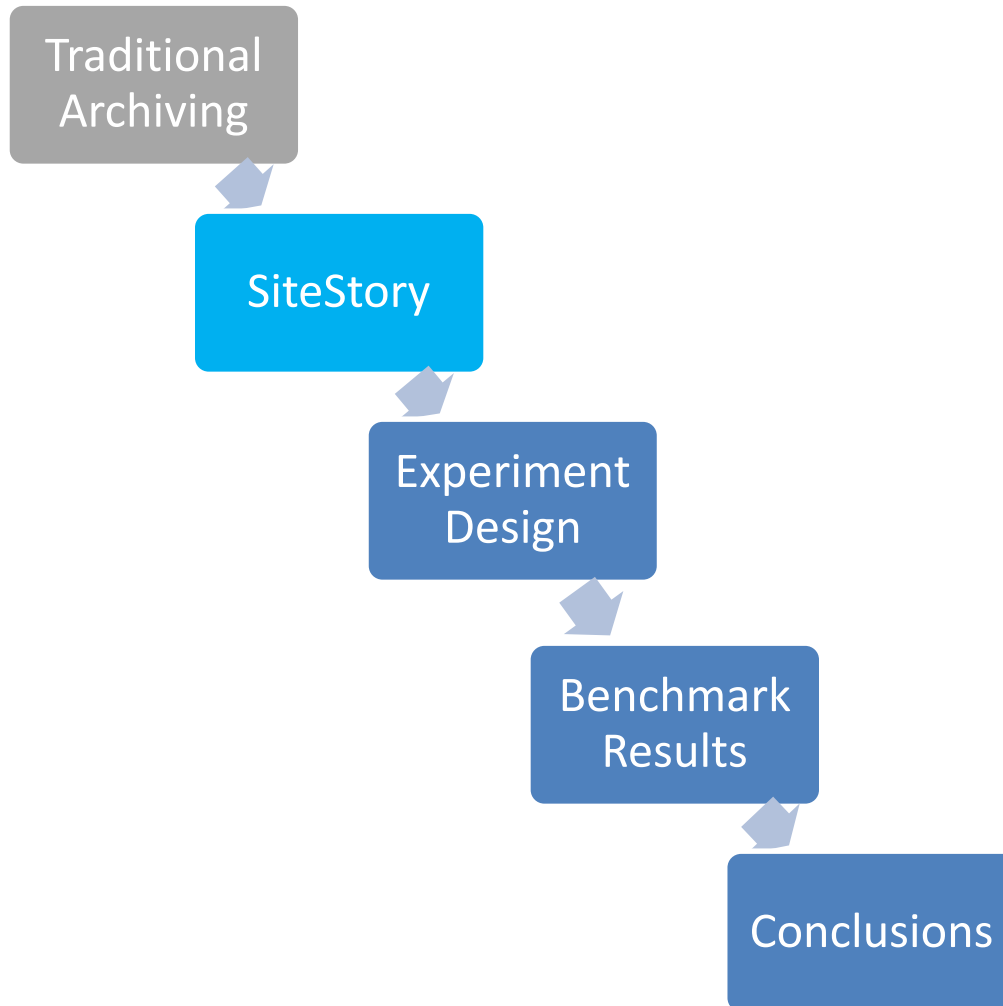 Traditional
Archiving
SiteStory
Experiment
Design
Benchmark
Results
Conclusions